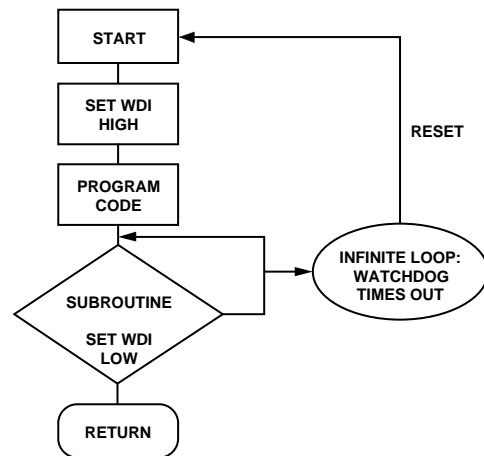 START
SET WDI
HIGH
PROGRAM
CODE
SUBROUTINE
SET WDI
LOW
RETURN
RESET
INFINITE LOOP:
WATCHDOG
TIMES OUT